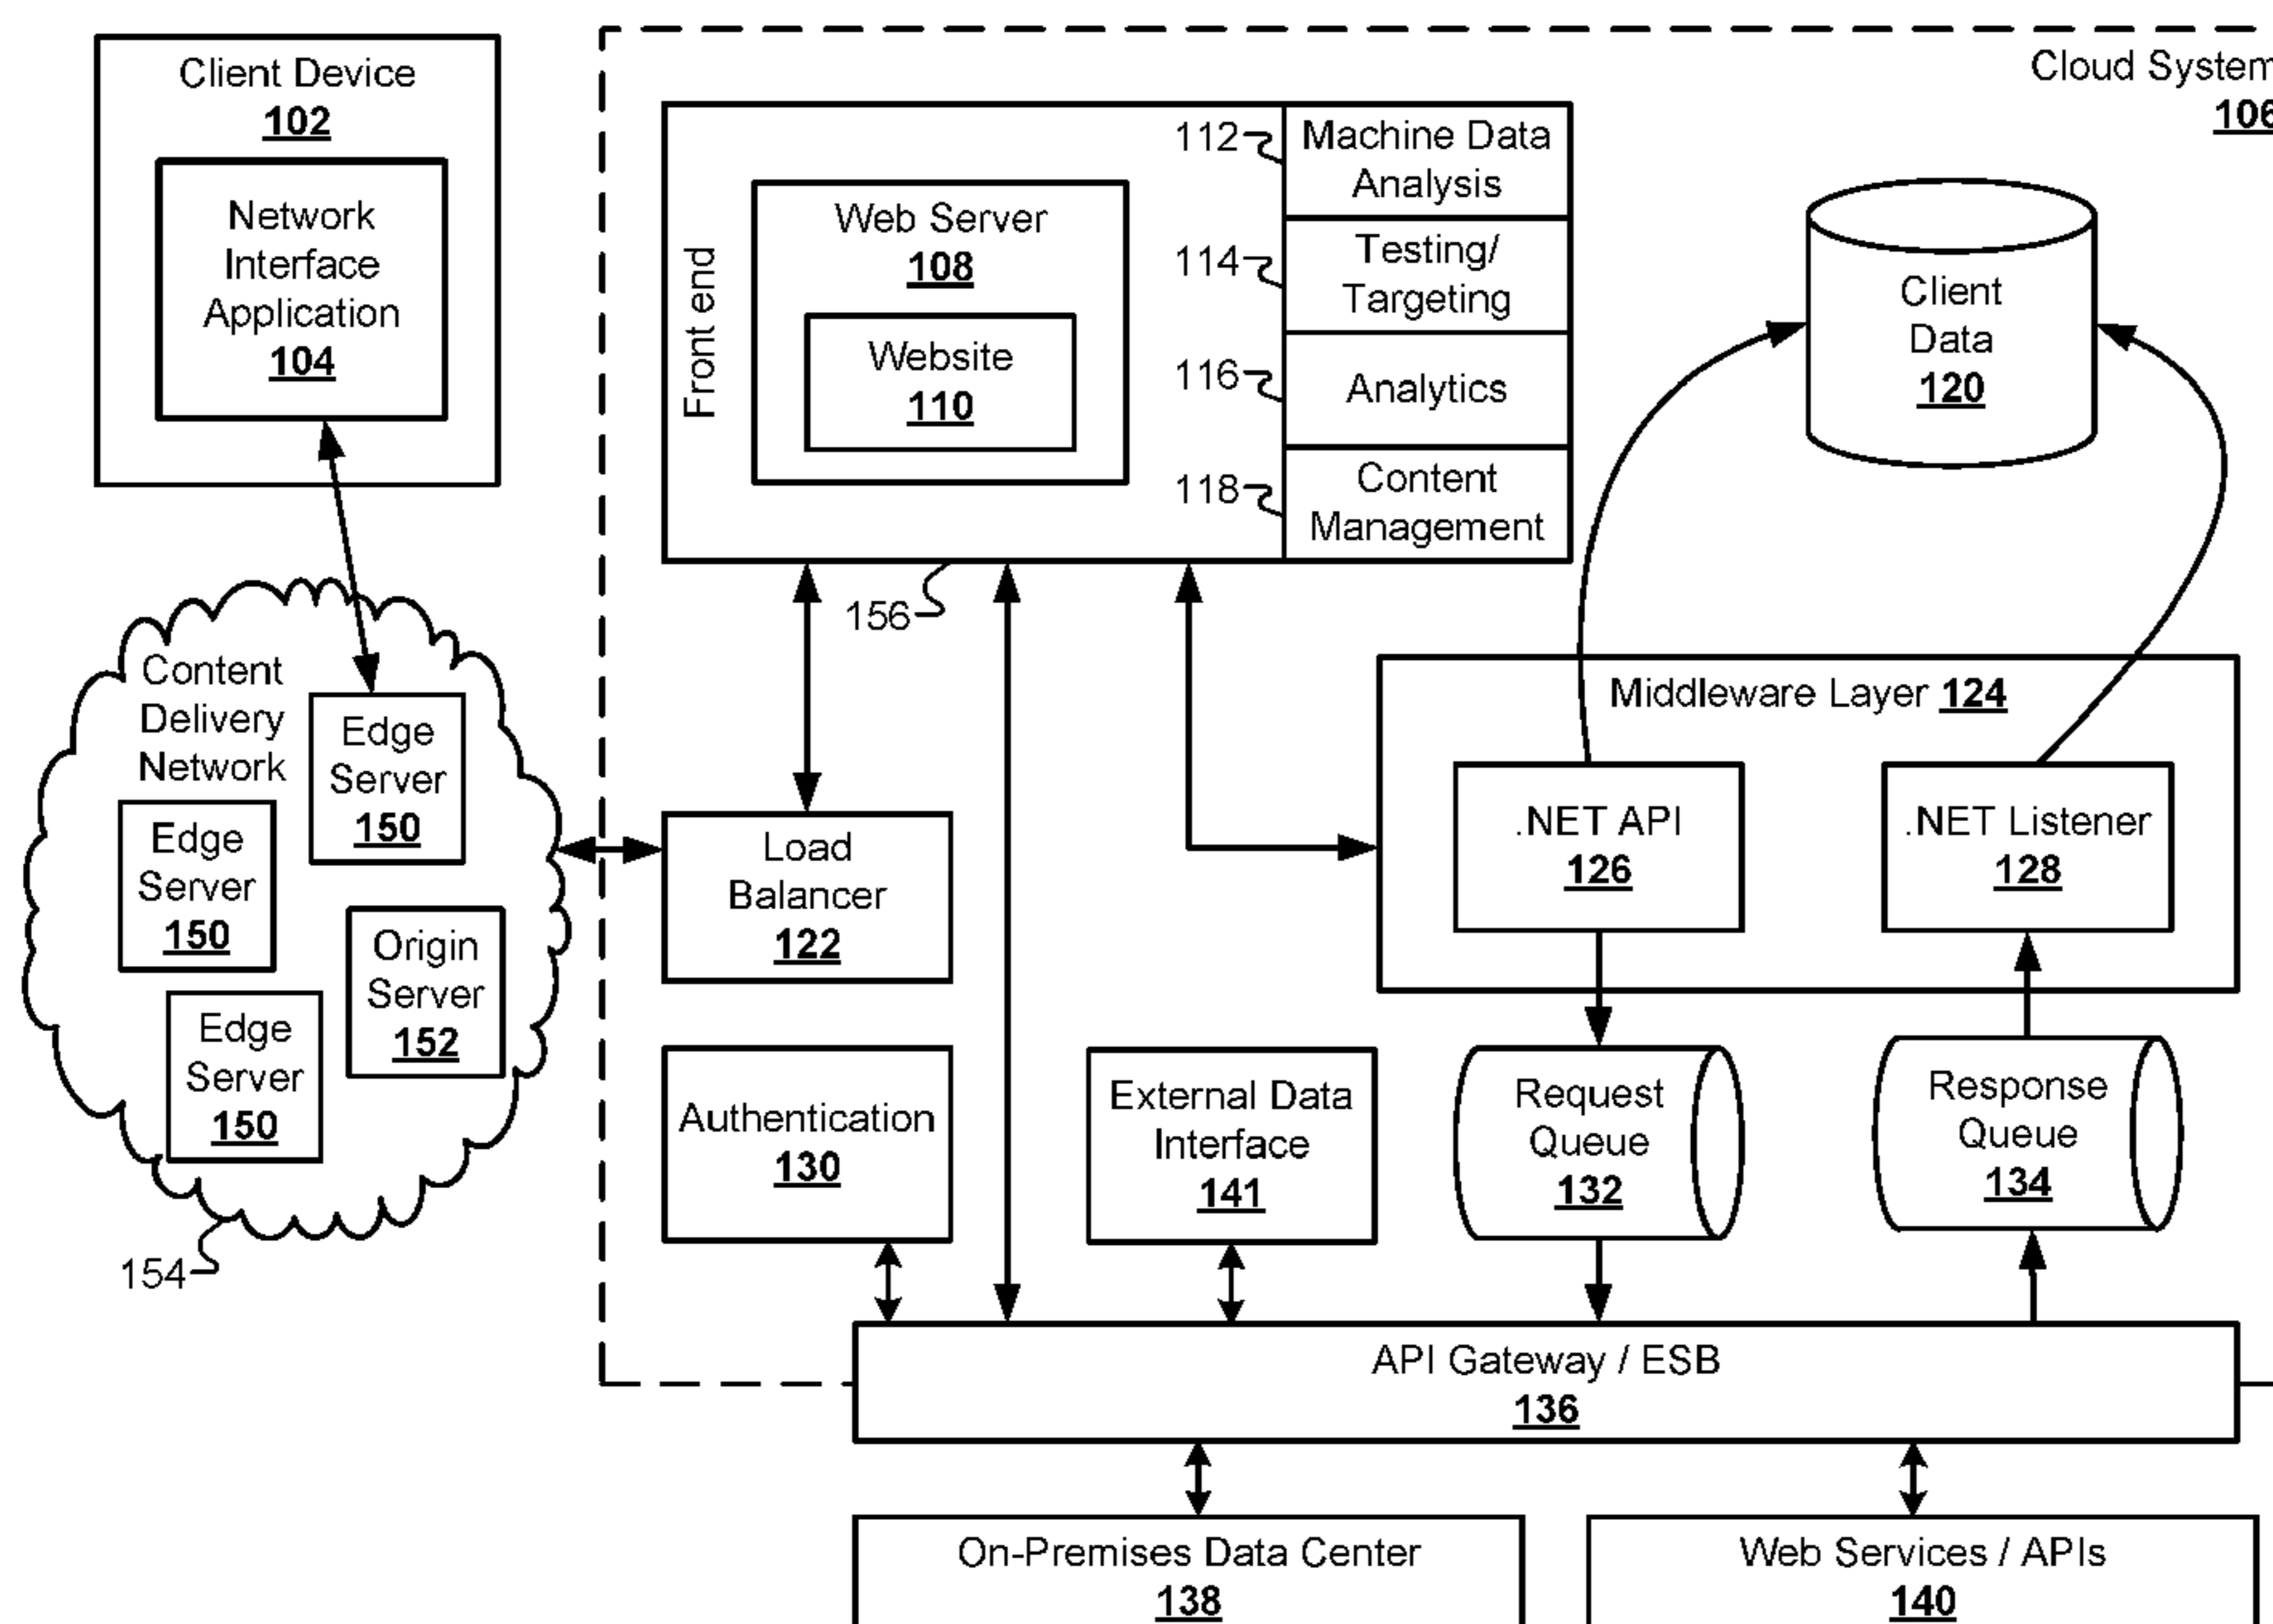 Client Device
102
Network
Interface
Application
104
Cloud System
106
Front end
Web Server
108
Website
110
112
Machine Data
Analysis
114
Testing/
Targeting
116
Analytics
118
Content
Management
156
Client
Data
120
Content
Delivery
Network
Edge
Server
150
Edge
Server
150
Origin
Server
152
Edge
Server
150
154
Load
Balancer
122
Middleware Layer 124
.NET API
126
.NET Listener
128
Authentication
130
External Data
Interface
141
Request
Queue
132
Response
Queue
134
API Gateway / ESB
136
On-Premises Data Center
138
Web Services / APIs
140